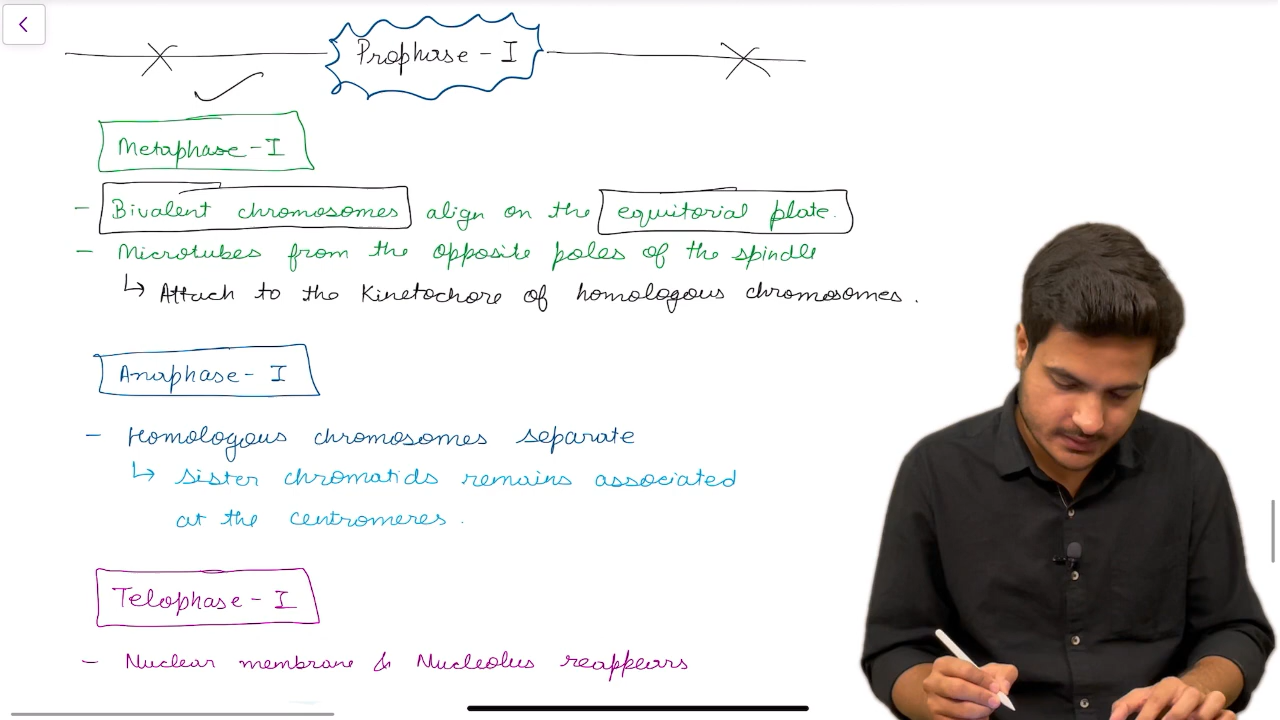 Prophase - I
Metaphase - I
- Bivalent chromosomes align on the equitorial plate.
- Microtubes from the opposite poles of the spindle
↳ Attach to the Kinetochore of homologous chromosomes.
Anaphase - I
- Homologous chromosomes separate
↳ Sister chromatids remains associated
at the centromeres.
Telophase - I
- Nuclear membrane & Nucleolus reappears